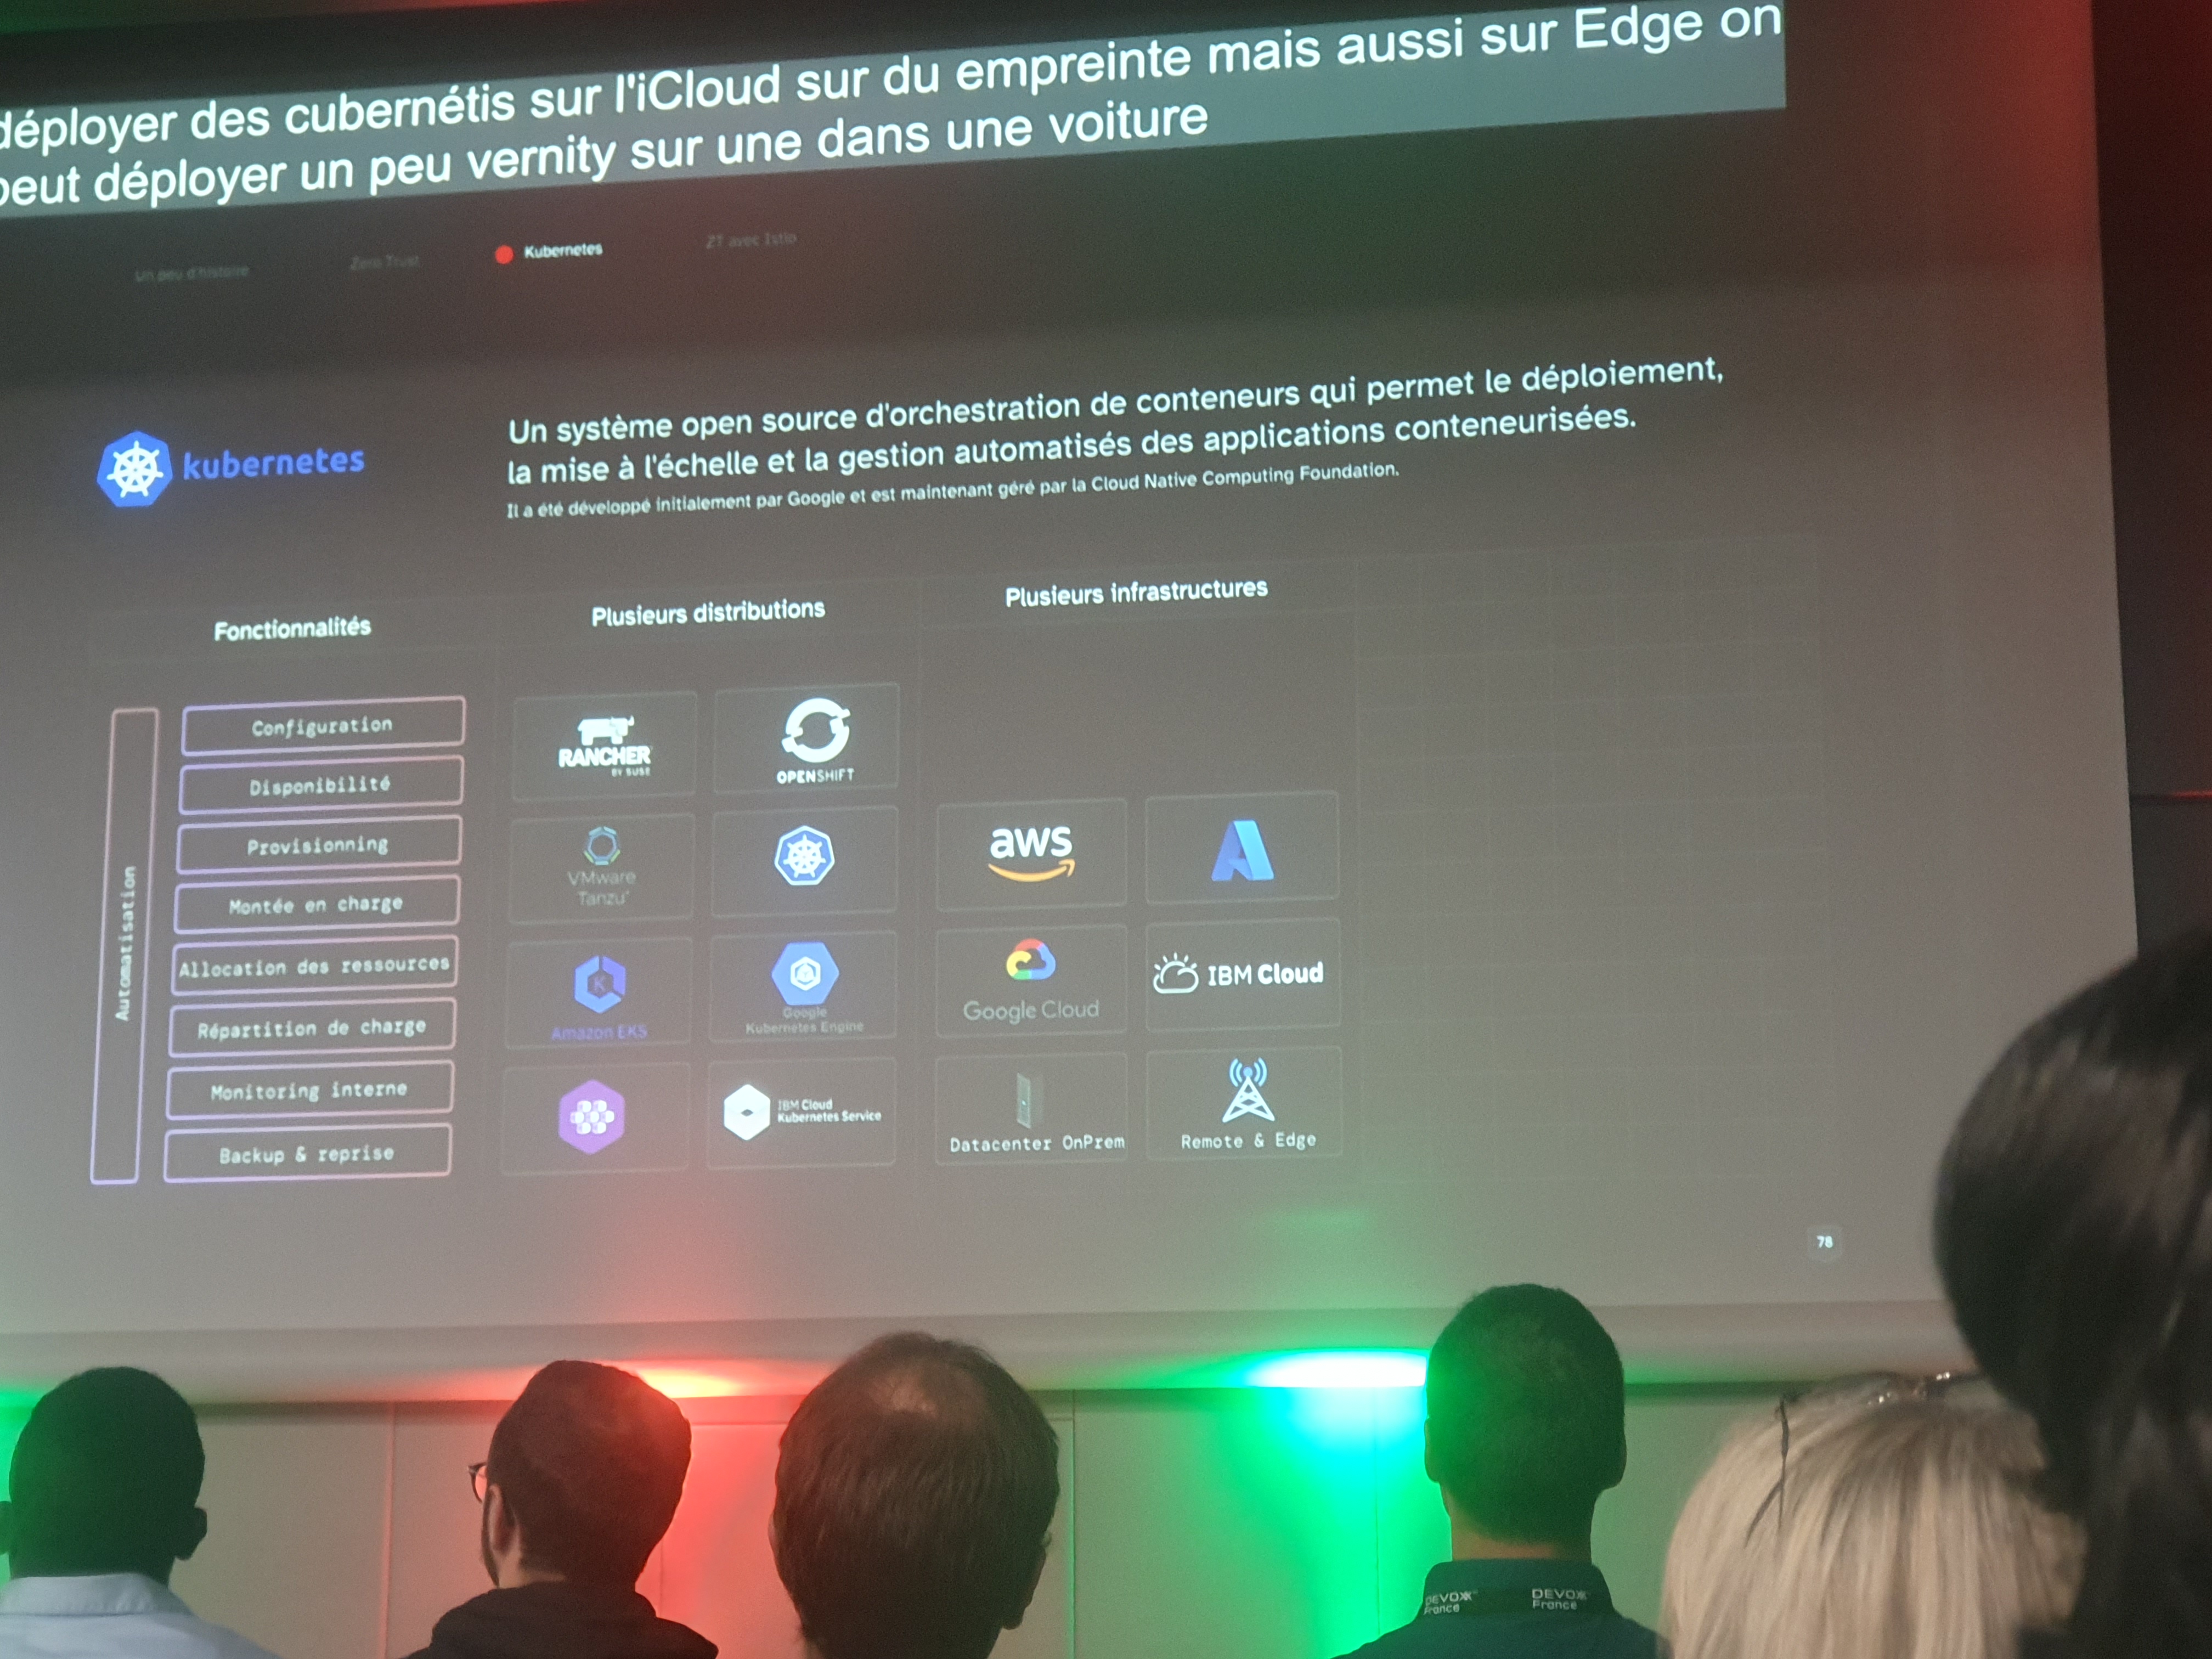 déployer des cubernétis sur l'iCloud sur du empreinte mais aussi sur Edge on
peut déployer un peu vernity sur une dans une voiture
Un peu d'histoire
Zero Trust
Kubernetes
ZT avec Istio
kubernetes
Un système open source d'orchestration de conteneurs qui permet le déploiement,
la mise à l'échelle et la gestion automatisés des applications conteneurisées.
Il a été développé initialement par Google et est maintenant géré par la Cloud Native Computing Foundation.
Fonctionnalités
Automatisation
Configuration
Disponibilité
Provisionning
Montée en charge
Allocation des ressources
Répartition de charge
Monitoring interne
Backup & reprise
Plusieurs distributions
RANCHER
BY SUSE
OPENSHIFT
VMware
Tanzu
Amazon EKS
K
Google
Kubernetes Engine
IBM Cloud
Kubernetes Service
Plusieurs infrastructures
aws
Google Cloud
IBM Cloud
Datacenter OnPrem
Remote & Edge
78
DEVOXX
France
DEVOXX
France